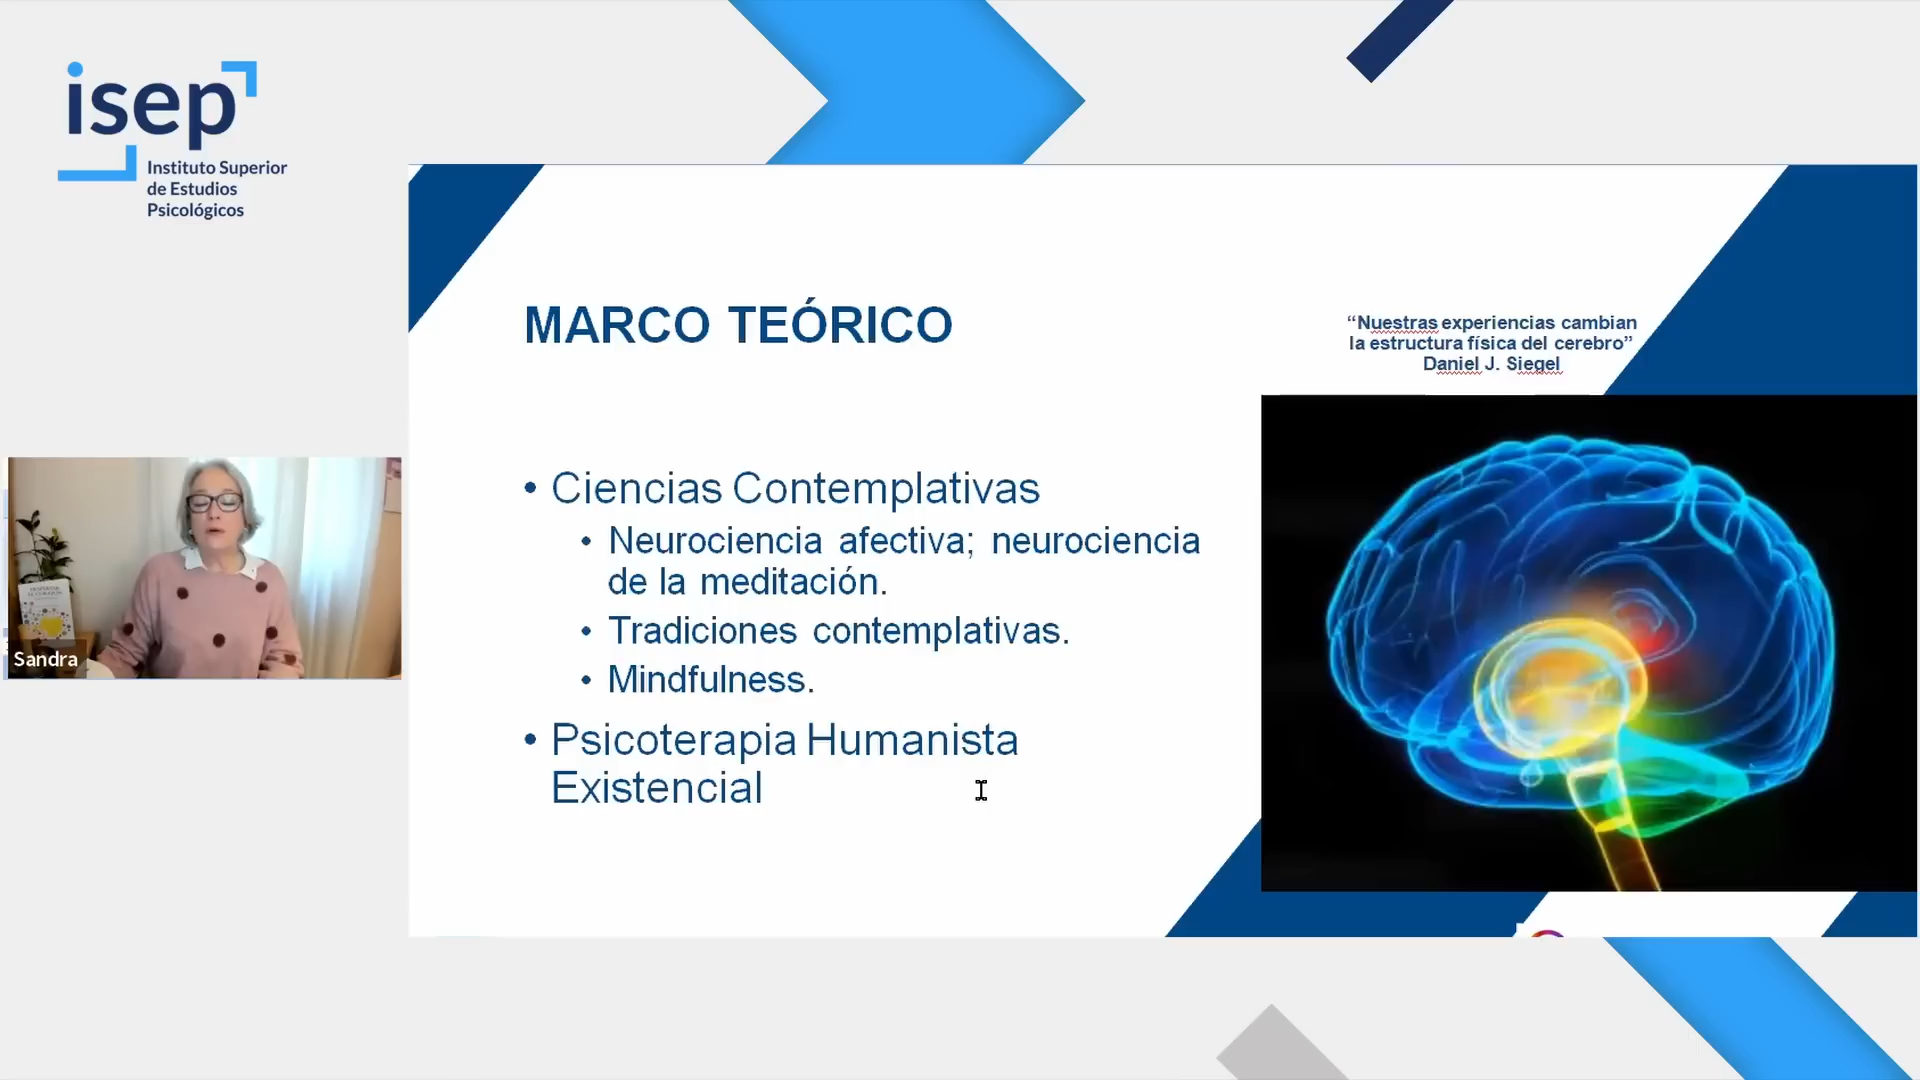 isep
Instituto Superior
de Estudios
Psicológicos
MARCO TEÓRICO
“Nuestras experiencias cambian
la estructura física del cerebro”
Daniel J. Siegel
• Ciencias Contemplativas
• Neurociencia afectiva; neurociencia
de la meditación.
• Tradiciones contemplativas.
• Mindfulness.
• Psicoterapia Humanista
Existencial
Sandra